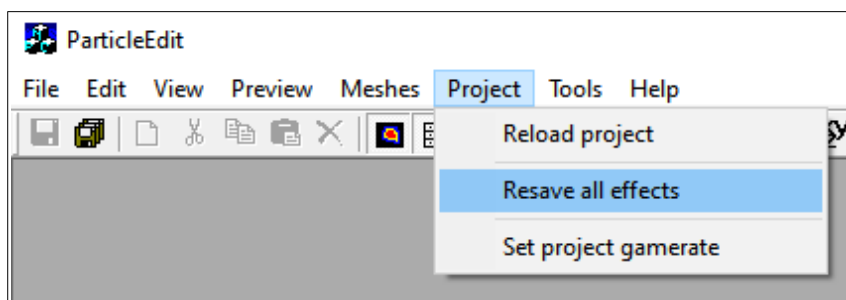 ParticleEdit
File Edit View Preview Meshes Project Tools Help
Reload project
Resave all effects
Set project gamerate